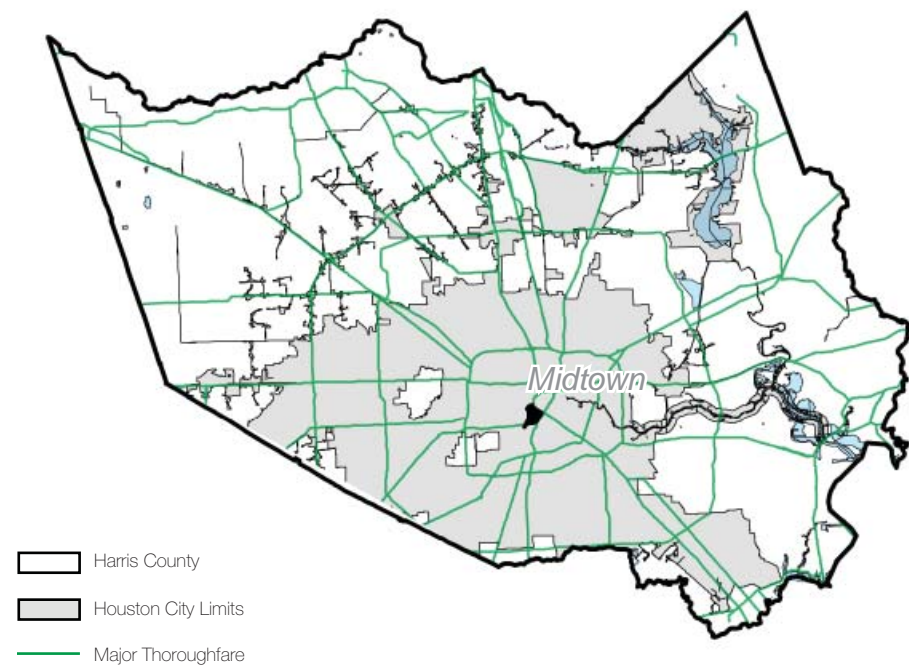 Midtown
Harris County
Houston City Limits
Major Thoroughfare